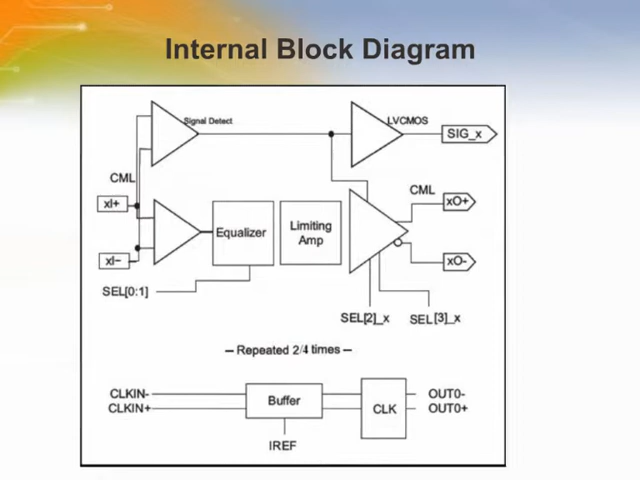 Internal Block Diagram
Signal Detect
LVCMOS
SIG_x
CML
CML
xI+
xO+
Equalizer
Limiting
Amp
xI-
xO-
SEL[0:1]
SEL[2]_x
SEL[3]_x
-- Repeated 2/4 times --
CLKIN-
CLKIN+
Buffer
CLK
OUT0-
OUT0+
IREF